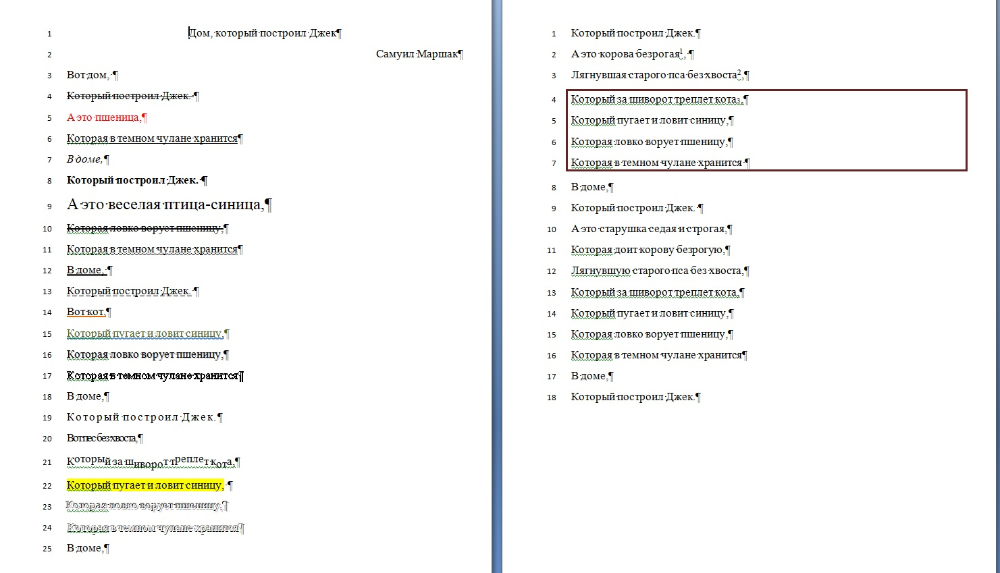 1 Дом, который построил Джек¶
2 Самуил Маршак¶
3 Вот дом, ¶
4 Который построил Джек. ¶
5 А это пшеница,¶
6 Которая в темном чулане хранится¶
7 В доме,¶
8 Который построил Джек. ¶
9 А это веселая птица-синица,¶
10 Которая ловко ворует пшеницу,¶
11 Которая в темном чулане хранится¶
12 В доме, ¶
13 Который построил Джек. ¶
14 Вот кот,¶
15 Который пугает и ловит синицу,¶
16 Которая ловко ворует пшеницу,¶
17 Которая в темном чулане хранится¶
18 В доме,¶
19 Который построил Джек.¶
20 Вот пес без хвоста,¶
21 Который за шиворот треплет кота,¶
22 Который пугает и ловит синицу, ¶
23 Которая ловко ворует пшеницу,¶
24 Которая в темном чулане хранится¶
25 В доме,¶
1 Который построил Джек.¶
2 А это корова безрогая¹, ¶
3 Лягнувшая старого пса без хвоста²,¶
4 Который за шиворот треплет кота₃,¶
5 Который пугает и ловит синицу,¶
6 Которая ловко ворует пшеницу,¶
7 Которая в темном чулане хранится ¶
8 В доме,¶
9 Который построил Джек. ¶
10 А это старушка седая и строгая,¶
11 Которая доит корову безрогую,¶
12 Лягнувшую старого пса без хвоста,¶
13 Который за шиворот треплет кота,¶
14 Который пугает и ловит синицу,¶
15 Которая ловко ворует пшеницу,¶
16 Которая в темном чулане хранится¶
17 В доме,¶
18 Который построил Джек.¶